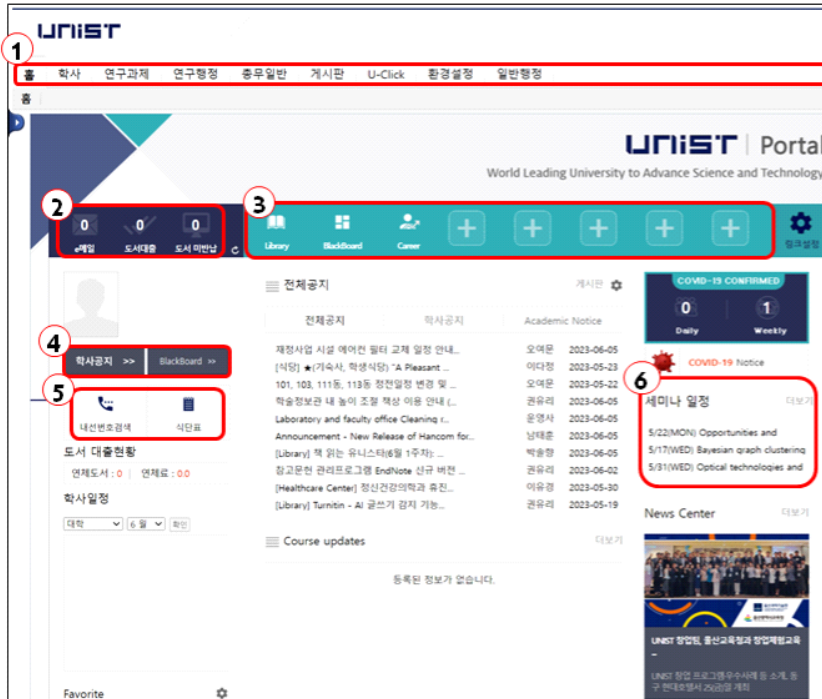 UNIST
1
홈 학사 연구과제 연구행정 총무일반 게시판 U-Click 환경설정 일반행정
홈
UNIST | Portal
World Leading University to Advance Science and Technology
2
3
0 0 0
e메일 도서대출 도서 미반납
Library BlackBoard Career
링크설정
전체공지 게시판
전체공지 학사공지 Academic Notice
재정사업 시설 에어컨 필터 교체 일정 안내... 오여문 2023-06-05
[식당] ★(기숙사, 학생식당) "A Pleasant ... 이다정 2023-05-23
101, 103, 111동, 113동 정전일정 변경 및 ... 오여문 2023-05-22
학술정보관 내 높이 조절 책상 이용 안내 (... 권유리 2023-06-05
Laboratory and faculty office Cleaning r... 운영사 2023-06-05
Announcement - New Release of Hancom for... 남태훈 2023-06-05
[Library] 책 읽는 유니스타(6월 1주차): ... 박솔향 2023-06-05
참고문헌 관리프로그램 EndNote 신규 버전 ... 권유리 2023-06-02
[Healthcare Center] 정신건강의학과 휴진... 이유경 2023-05-30
[Library] Turnitin - AI 글쓰기 감지 기능... 권유리 2023-05-19
Course updates 더보기
등록된 정보가 없습니다.
4
학사공지 >> BlackBoard >>
5
내선번호검색 식단표
도서 대출현황
연체도서 : 0 | 연체료 : 0.0
학사일정
대학 6 월 확인
Favorite
COVID-19 CONFIRMED
0 1
Daily Weekly
COVID-19 Notice
6
세미나 일정 더보기
5/22(MON) Opportunities and
5/17(WED) Bayesian graph clustering
5/31(WED) Optical technologies and
News Center 더보기
UNIST 창업팀, 울산교육청과 창업체험교육
–
UNIST 창업 프로그램·우수사례 등 소개, 동
구 현대호텔서 25(금)일 개최